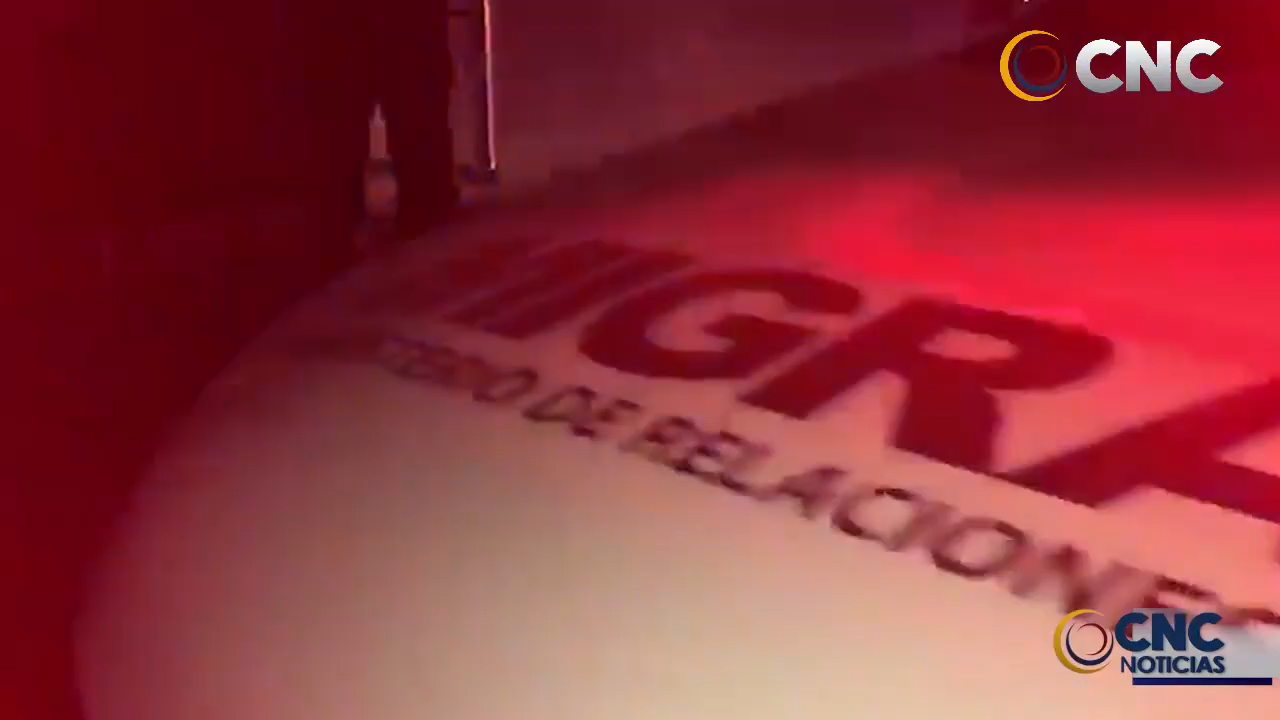 CNC
MIGRA
DE RELACIONES
CNC
NOTICIAS